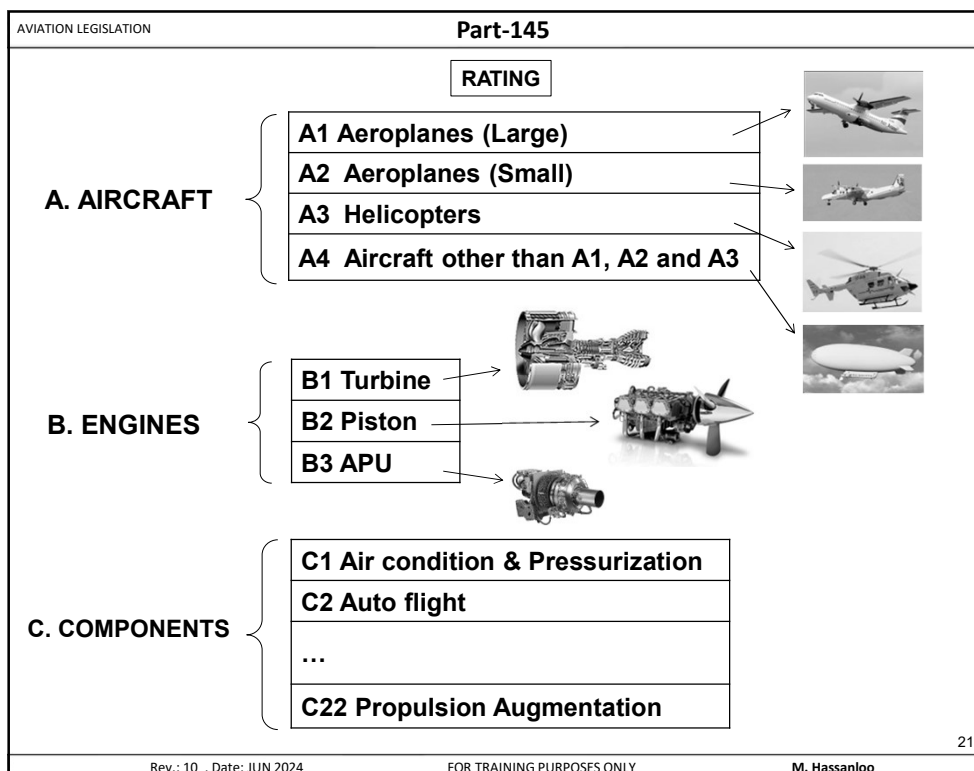 AVIATION LEGISLATION
Part-145
RATING
A. AIRCRAFT
A1 Aeroplanes (Large)
A2 Aeroplanes (Small)
A3 Helicopters
A4 Aircraft other than A1, A2 and A3
B. ENGINES
B1 Turbine
B2 Piston
B3 APU
C. COMPONENTS
C1 Air condition & Pressurization
C2 Auto flight
...
C22 Propulsion Augmentation
21
Rev.: 10 , Date: JUN 2024 FOR TRAINING PURPOSES ONLY M. Hassanloo